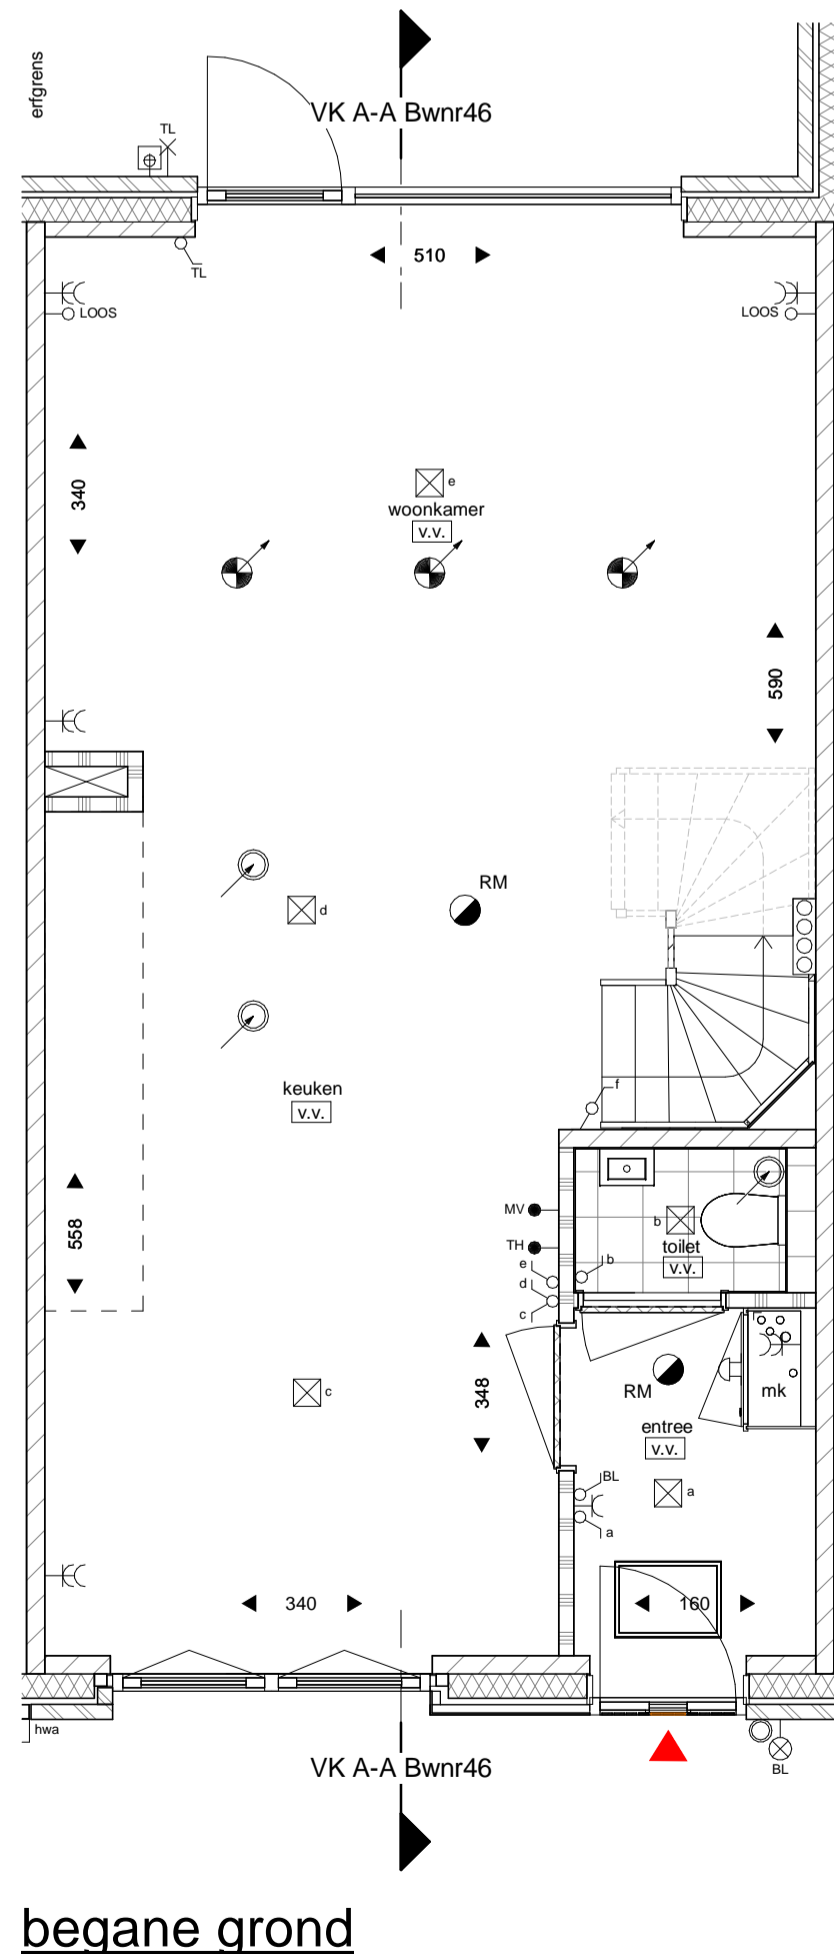 erfgrens
VK A-A Bwnr46
TL
TL
510
LOOS
LOOS
340
e
woonkamer
v.v.
590
RM
d
keuken
v.v.
f
558
MV
TH
e
d
c
b
b
toilet
v.v.
348
c
RM
mk
entree
v.v.
BL
a
a
340
160
hwa
BL
VK A-A Bwnr46
begane grond